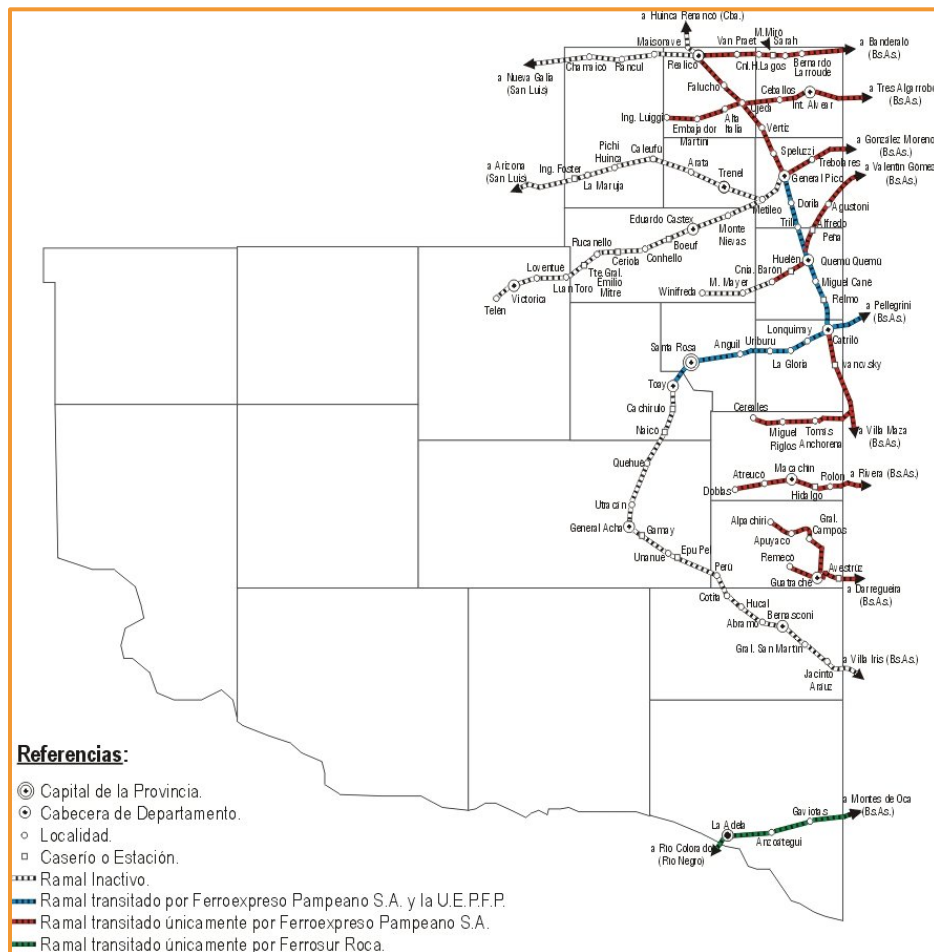 a Huinca Renancó (Cba.)
M.Miró
Maisonave
Van Praet
Sarah
a Banderaló
(Bs.As.)
Chamaicó
Rancul
Realicó
Cnl.H.Lagos
Bernardo
Larroude
a Nueva Galia
(San Luis)
Falucho
Ceballos
a Tres Algarrobo
(Bs.As.)
Ojeda
Int. Alvear
Ing. Luiggi
Alta
Italia
Embajador
Martini
Vertiz
a González Moreno
(Bs.As.)
Speluzzi
Trebolares
a Valentín Gómez
(Bs.As.)
Caleufú
Pichi
Huinca
Arata
General Pico
Ing. Foster
a Arizona
(San Luis)
La Maruja
Trenel
Dorila
Agustoni
Metileo
Trili
Alfredo
Peña
Eduardo Castex
Monte
Nievas
Rucanello
Boeuf
Conhello
Ceriola
Huelén
Quemú Quemú
Cnia. Barón
Loventué
Tte. Gral.
Emilio
Mitre
Luan Toro
M. Mayer
Miguel Cané
Winifreda
Relmo
Telén
Victorica
a Pellegrini
(Bs.As.)
Lonquimay
Catriló
Santa Rosa
Anguil
Uriburu
La Gloria
Ivanowsky
Toay
Cachirulo
Cereales
Naicó
Miguel
Riglos
Tomás
Anchorena
a Villa Maza
(Bs.As.)
Quehué
Macachín
Atreucó
Rolón
a Rivera (Bs.As.)
Doblas
Hidalgo
Utracán
General Acha
Gamay
Alpachiri
Gral.
Campos
Apuyaco
Unanue
Epu Pel
Remecó
Avestruz
Perú
Guatraché
a Darregueira
(Bs.As.)
Cotita
Hucal
Abramo
Bernasconi
Gral. San Martín
a Villa Iris (Bs.As.)
Jacinto
Arauz
Referencias:
Capital de la Provincia.
Cabecera de Departamento.
Localidad.
Caserío o Estación.
Ramal Inactivo.
Ramal transitado por Ferroexpreso Pampeano S.A. y la U.E.P.F.P.
Ramal transitado únicamente por Ferroexpreso Pampeano S.A.
Ramal transitado únicamente por Ferrosur Roca.
a Montes de Oca
(Bs.As.)
Gaviotas
La Adela
Anzoategui
a Río Colorado
(Río Negro)